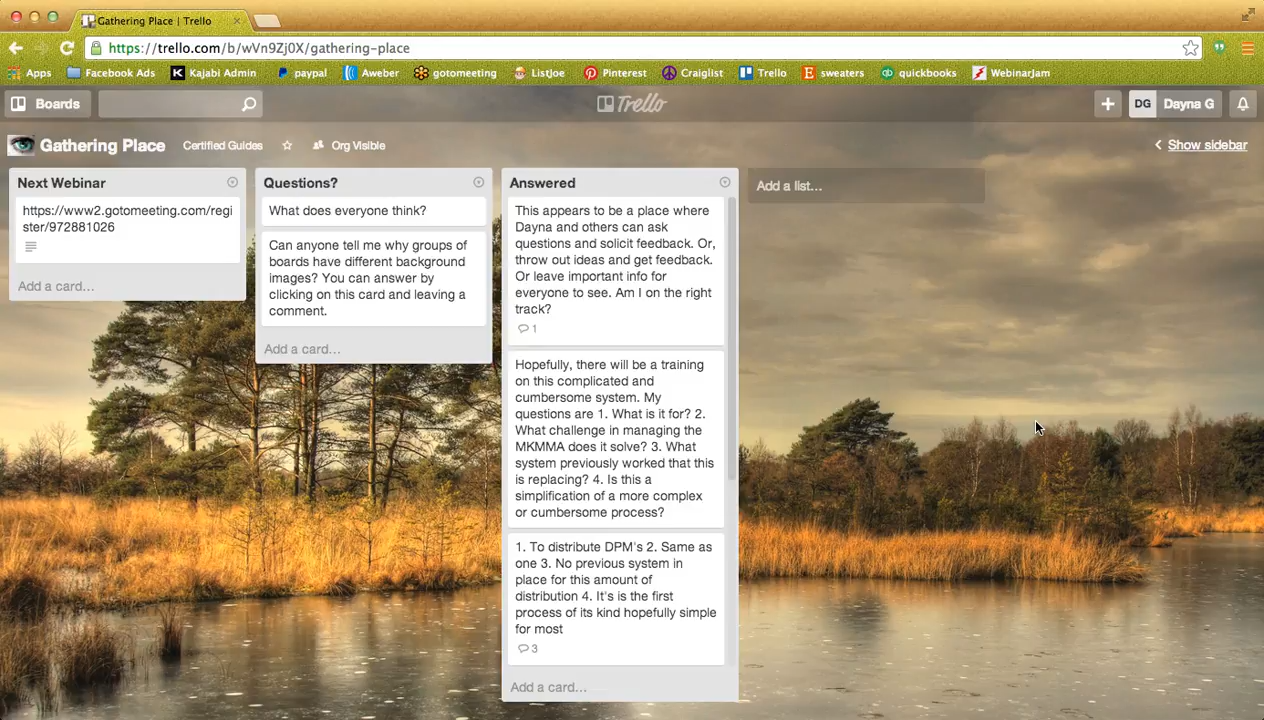 Gathering Place | Trello
https://trello.com/b/wVn9Zj0X/gathering-place
Apps Facebook Ads Kajabi Admin paypal Aweber gotomeeting ListJoe Pinterest Craiglist Trello sweaters quickbooks WebinarJam
Boards Trello DG Dayna G
Gathering Place Certified Guides Org Visible Show sidebar
Next Webinar
https://www2.gotomeeting.com/regi
ster/972881026
Add a card...
Questions?
What does everyone think?
Can anyone tell me why groups of
boards have different background
images? You can answer by
clicking on this card and leaving a
comment.
Add a card...
Answered
This appears to be a place where
Dayna and others can ask
questions and solicit feedback. Or,
throw out ideas and get feedback.
Or leave important info for
everyone to see. Am I on the right
track?
1
Hopefully, there will be a training
on this complicated and
cumbersome system. My
questions are 1. What is it for? 2.
What challenge in managing the
MKMMA does it solve? 3. What
system previously worked that this
is replacing? 4. Is this a
simplification of a more complex
or cumbersome process?
1. To distribute DPM's 2. Same as
one 3. No previous system in
place for this amount of
distribution 4. It's is the first
process of its kind hopefully simple
for most
3
Add a card...
Add a list...